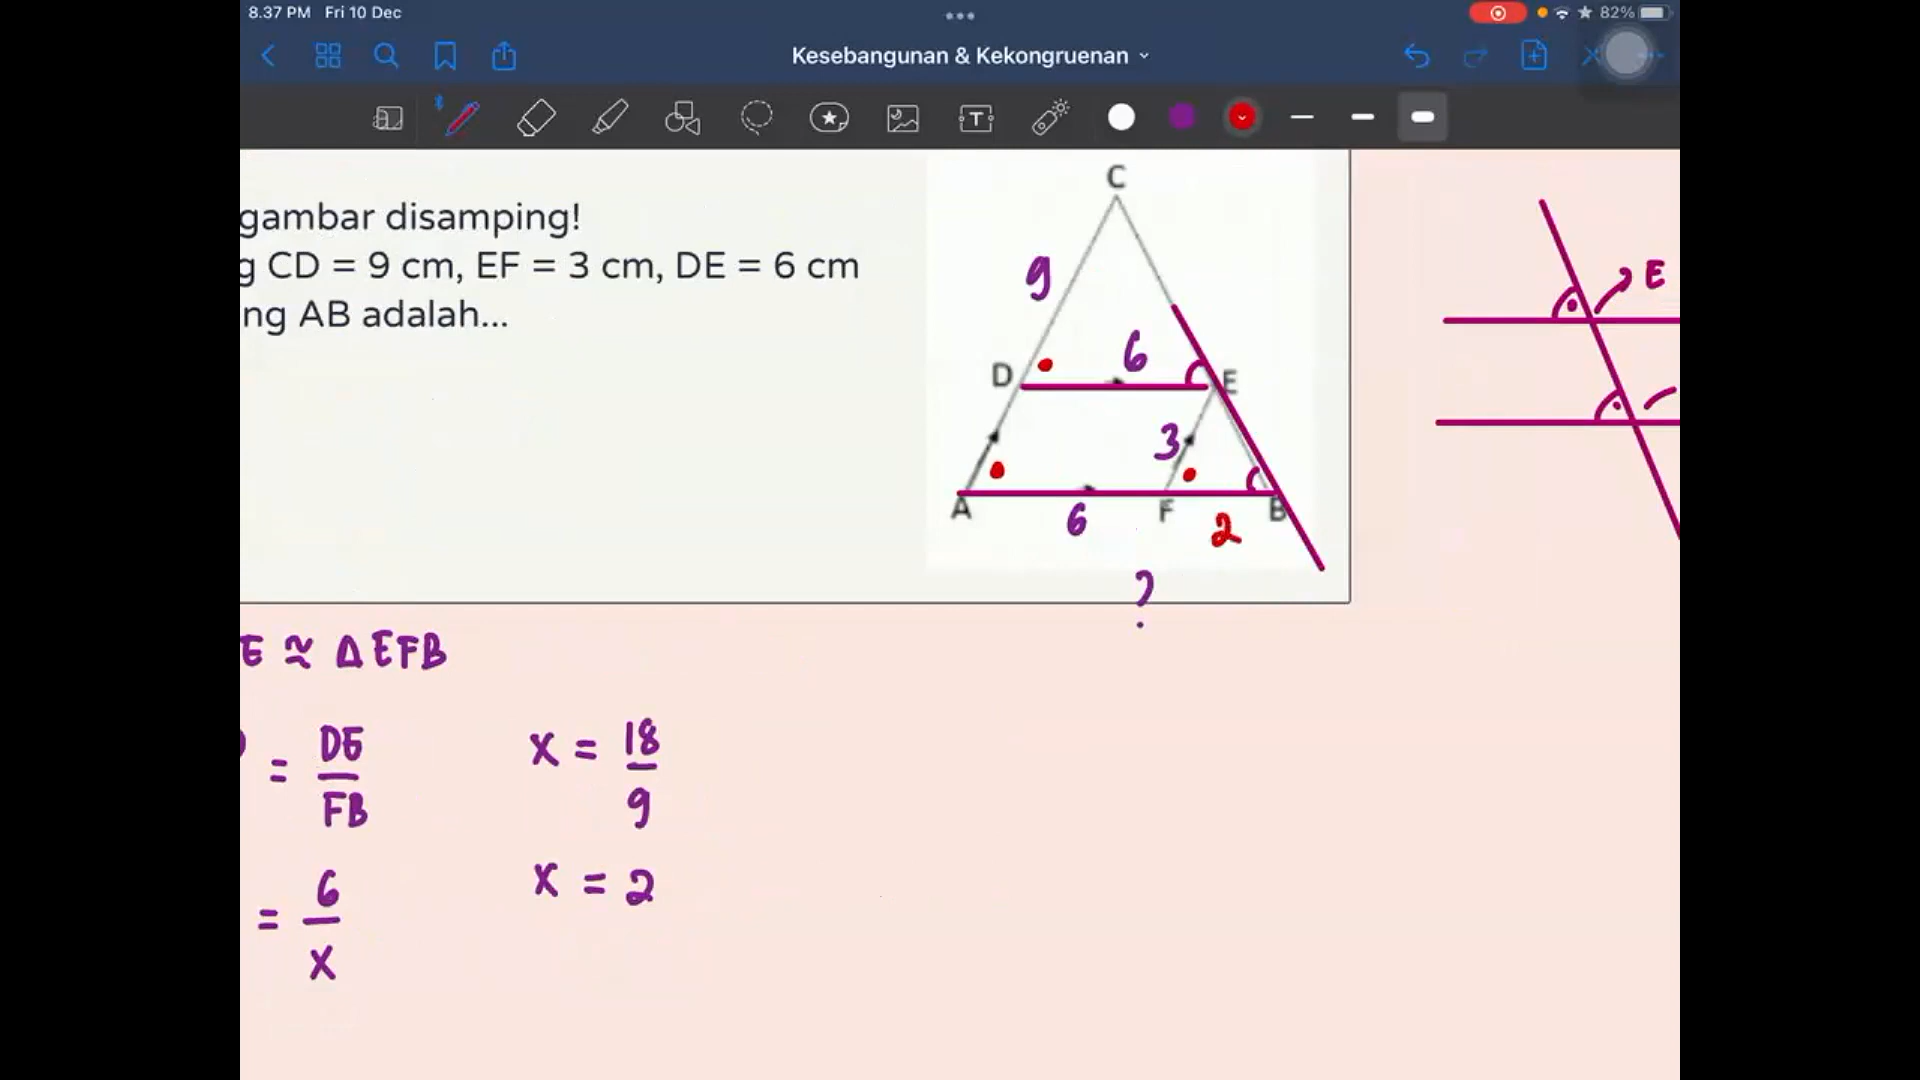 8.37 PM Fri 10 Dec
82%
Kesebangunan & Kekongruenan
T
gambar disamping!
g CD = 9 cm, EF = 3 cm, DE = 6 cm
ng AB adalah...
C
9
D
6
E
3
A
6
F
2
B
?
E
E ≈ Δ EFB
= DE
FB
x = 18
9
= 6
x
x = 2